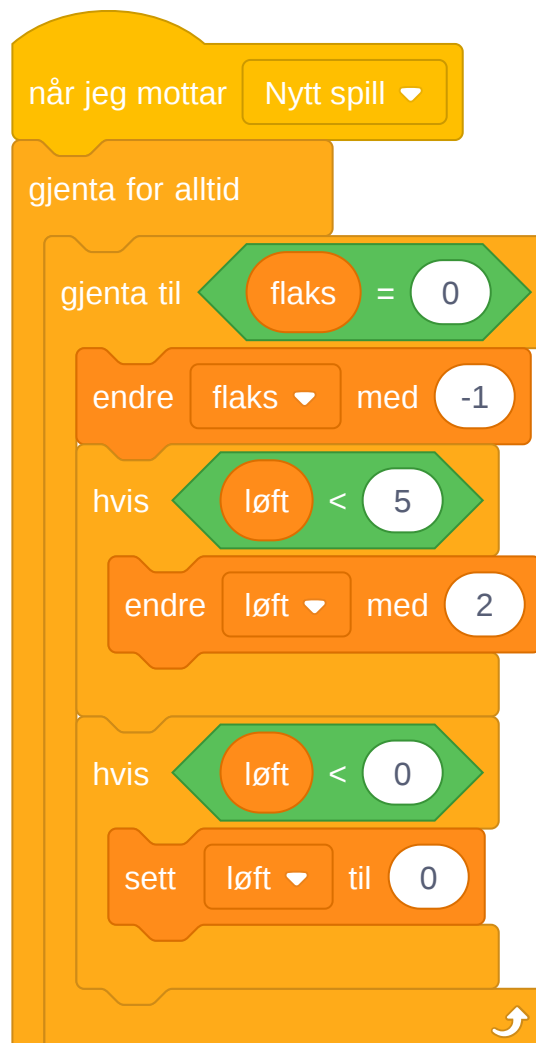 når jeg mottar Nytt spill
gjenta for alltid
gjenta til flaks = 0
endre flaks med -1
hvis løft < 5
endre løft med 2
hvis løft < 0
sett løft til 0